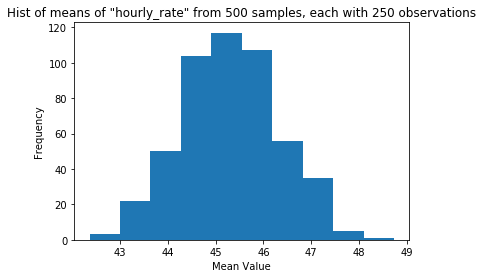 Hist of means of "hourly_rate" from 500 samples, each with 250 observations
120
100
80
60
40
20
0
Frequency
43 44 45 46 47 48 49
Mean Value